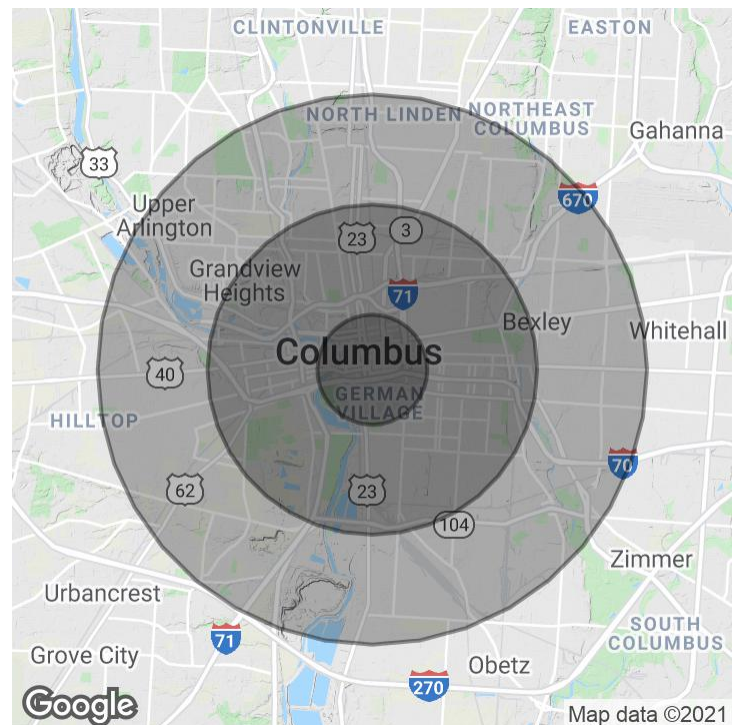 CLINTONVILLE
EASTON
NORTH LINDEN
NORTHEAST
COLUMBUS
Gahanna
33
670
Upper
Arlington
3
23
Grandview
Heights
71
Bexley
Whitehall
Columbus
40
GERMAN
VILLAGE
HILLTOP
70
62
23
104
Zimmer
Urbancrest
SOUTH
COLUMBUS
71
Grove City
Obetz
270
Google
Map data ©2021